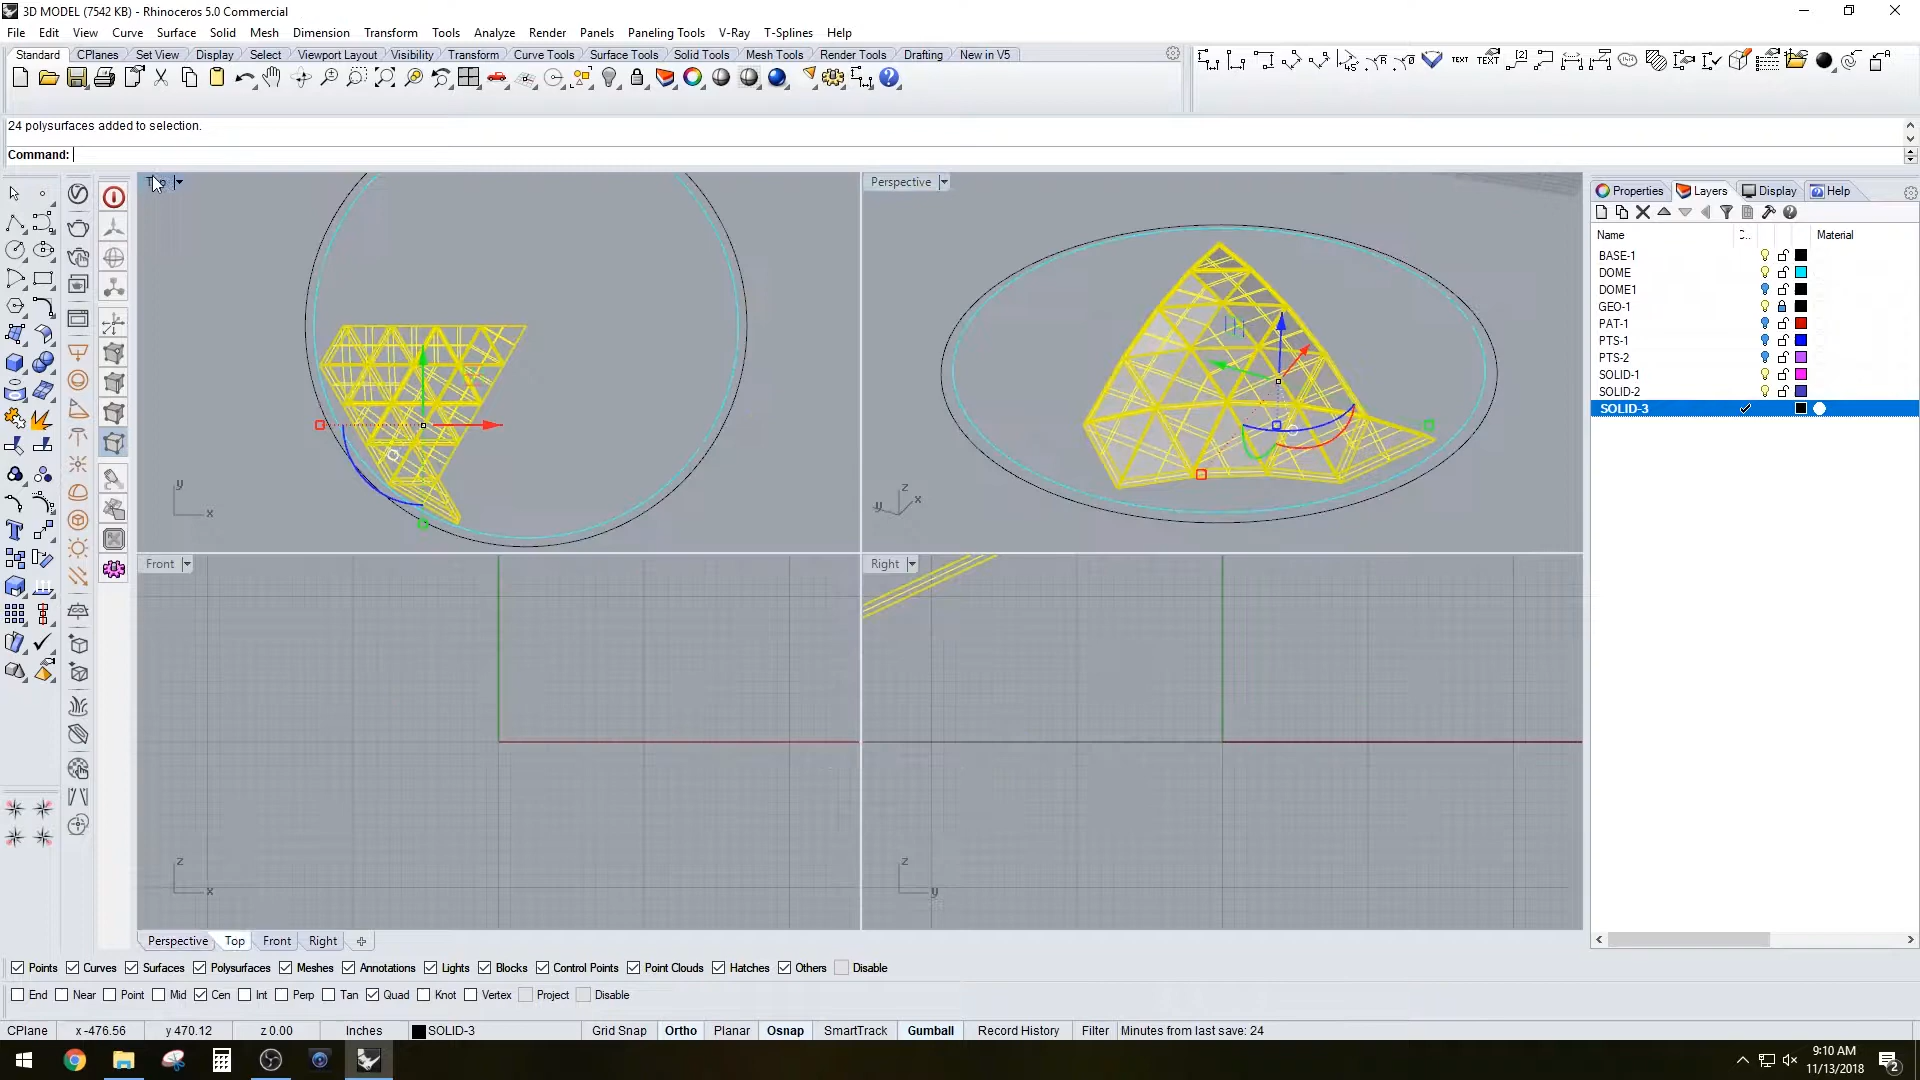 3D MODEL (7542 KB) - Rhinoceros 5.0 Commercial
File Edit View Curve Surface Solid Mesh Dimension Transform Tools Analyze Render Panels Paneling Tools V-Ray T-Splines Help
Standard CPlanes Set View Display Select Viewport Layout Visibility Transform Curve Tools Surface Tools Solid Tools Mesh Tools Render Tools Drafting New in V5
TEXT TEXT
24 polysurfaces added to selection.
Command:
Perspective
Properties Layers Display Help
Name Material
BASE-1
DOME
DOME1
GEO-1
PAT-1
PTS-1
PTS-2
SOLID-1
SOLID-2
SOLID-3
y x
z y x
Front Right
z x
z y
Perspective Top Front Right
Points Curves Surfaces Polysurfaces Meshes Annotations Lights Blocks Control Points Point Clouds Hatches Others Disable
End Near Point Mid Cen Int Perp Tan Quad Knot Vertex Project Disable
CPlane x -476.56 y 470.12 z 0.00 Inches SOLID-3 Grid Snap Ortho Planar Osnap SmartTrack Gumball Record History Filter Minutes from last save: 24
9:10 AM
11/13/2018
2